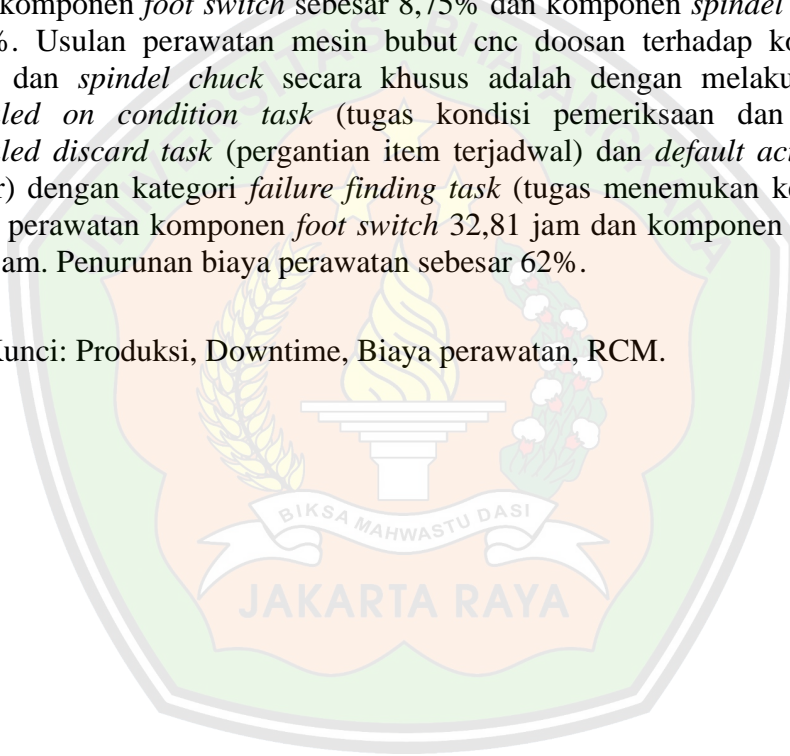 komponen foot switch sebesar 8,75% dan komponen spindel
%. Usulan perawatan mesin bubut cnc doosan terhadap ko
dan spindel chuck secara khusus adalah dengan melaku
led on condition task (tugas kondisi pemeriksaan dan
led discard task (pergantian item terjadwal) dan default ac
r) dengan kategori failure finding task (tugas menemukan ke
perawatan komponen foot switch 32,81 jam dan komponen
am. Penurunan biaya perawatan sebesar 62%.
Kunci: Produksi, Downtime, Biaya perawatan, RCM.
UNIVERSITAS BHAYANGKARA
BIKSA MAHWASTU DASI
JAKARTA RAYA